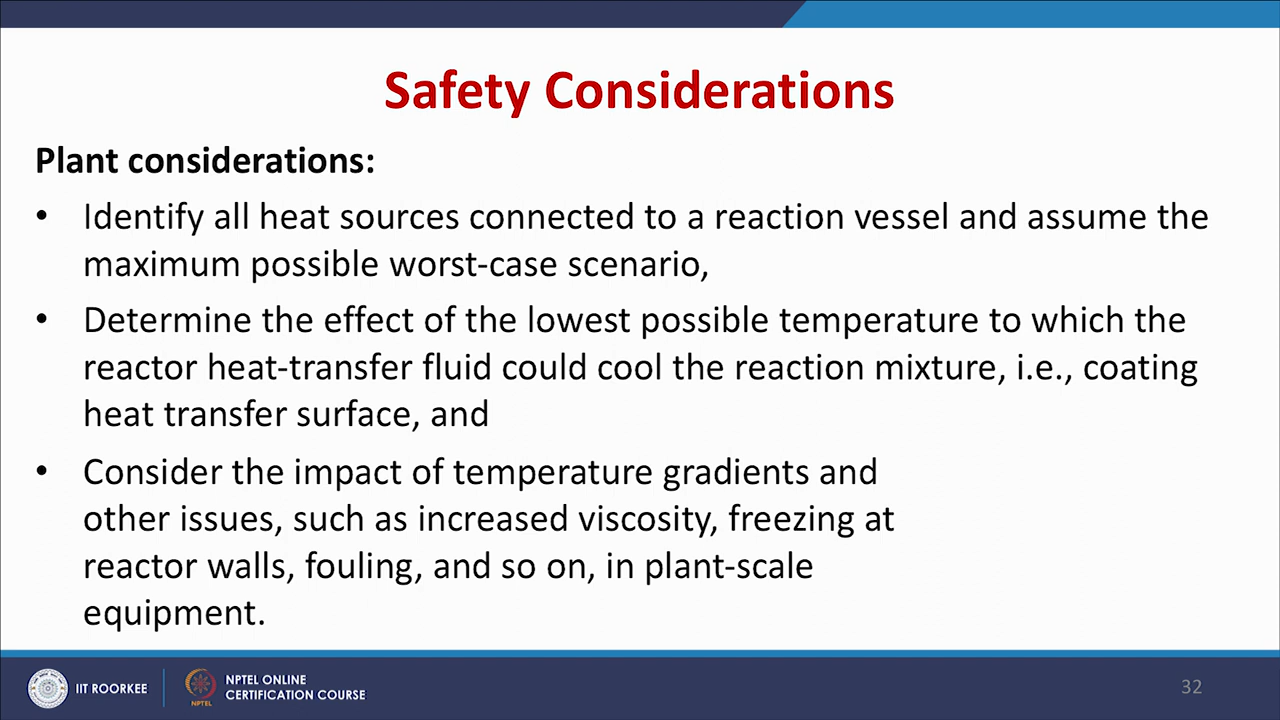 Safety Considerations
Plant considerations:
• Identify all heat sources connected to a reaction vessel and assume the
maximum possible worst-case scenario,
• Determine the effect of the lowest possible temperature to which the
reactor heat-transfer fluid could cool the reaction mixture, i.e., coating
heat transfer surface, and
• Consider the impact of temperature gradients and
other issues, such as increased viscosity, freezing at
reactor walls, fouling, and so on, in plant-scale
equipment.
IIT ROORKEE
NPTEL
NPTEL ONLINE
CERTIFICATION COURSE
32